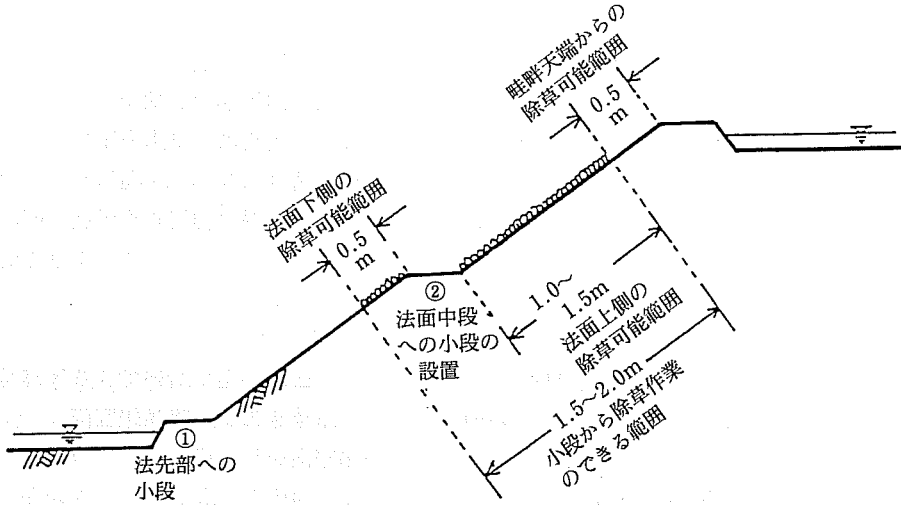 畦畔天端からの
除草可能範囲
0.5
m
法面下側の
除草可能範囲
0.5
m
②
法面中段
への小段の
設置
1.0～
1.5m
法面上側の
除草可能範囲
1.5～2.0m
小段から除草作業
のできる範囲
①
法先部への
小段